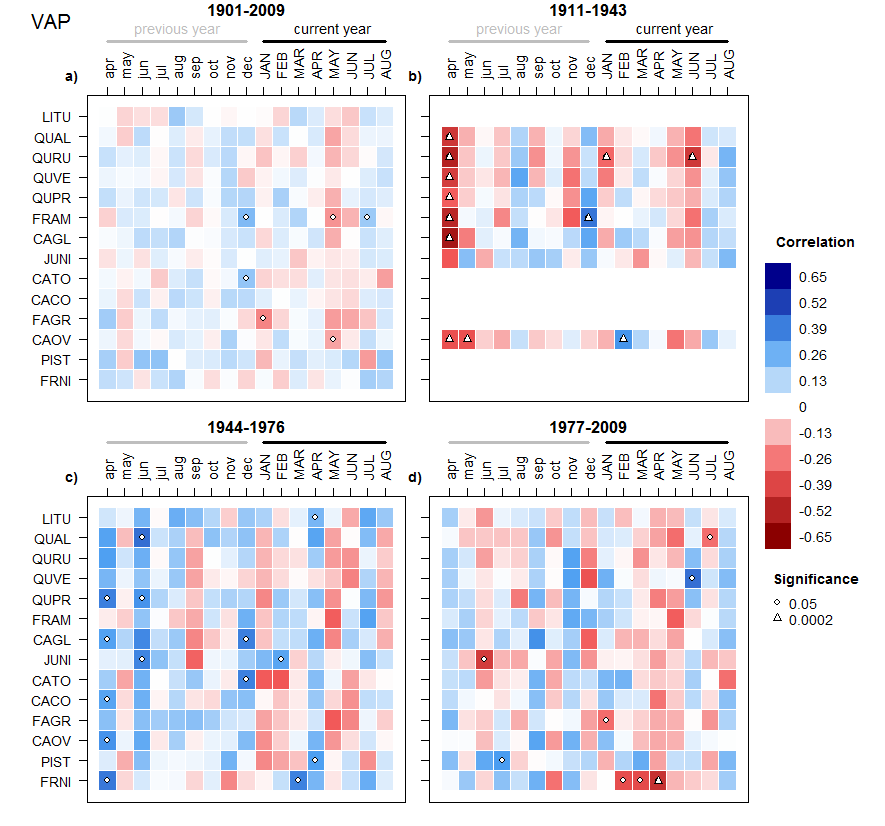 VAP
1901-2009
1911-1943
previous year
current year
previous year
current year
a)
apr may jun jul aug sep oct nov dec JAN FEB MAR APR MAY JUN JUL AUG
b)
apr may jun jul aug sep oct nov dec JAN FEB MAR APR MAY JUN JUL AUG
LITU
QUAL
QURU
QUVE
QUPR
FRAM
CAGL
JUNI
CATO
CACO
FAGR
CAOV
PIST
FRNI
1944-1976
1977-2009
c)
apr may jun jul aug sep oct nov dec JAN FEB MAR APR MAY JUN JUL AUG
d)
apr may jun jul aug sep oct nov dec JAN FEB MAR APR MAY JUN JUL AUG
LITU
QUAL
QURU
QUVE
QUPR
FRAM
CAGL
JUNI
CATO
CACO
FAGR
CAOV
PIST
FRNI
Correlation
0.65
0.52
0.39
0.26
0.13
0
-0.13
-0.26
-0.39
-0.52
-0.65
Significance
0.05
0.0002